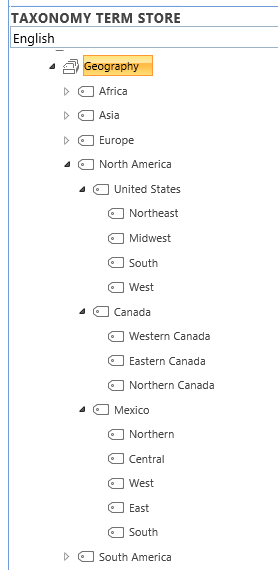 TAXONOMY TERM STORE
English
Geography
Africa
Asia
Europe
North America
United States
Northeast
Midwest
South
West
Canada
Western Canada
Eastern Canada
Northern Canada
Mexico
Northern
Central
West
East
South
South America